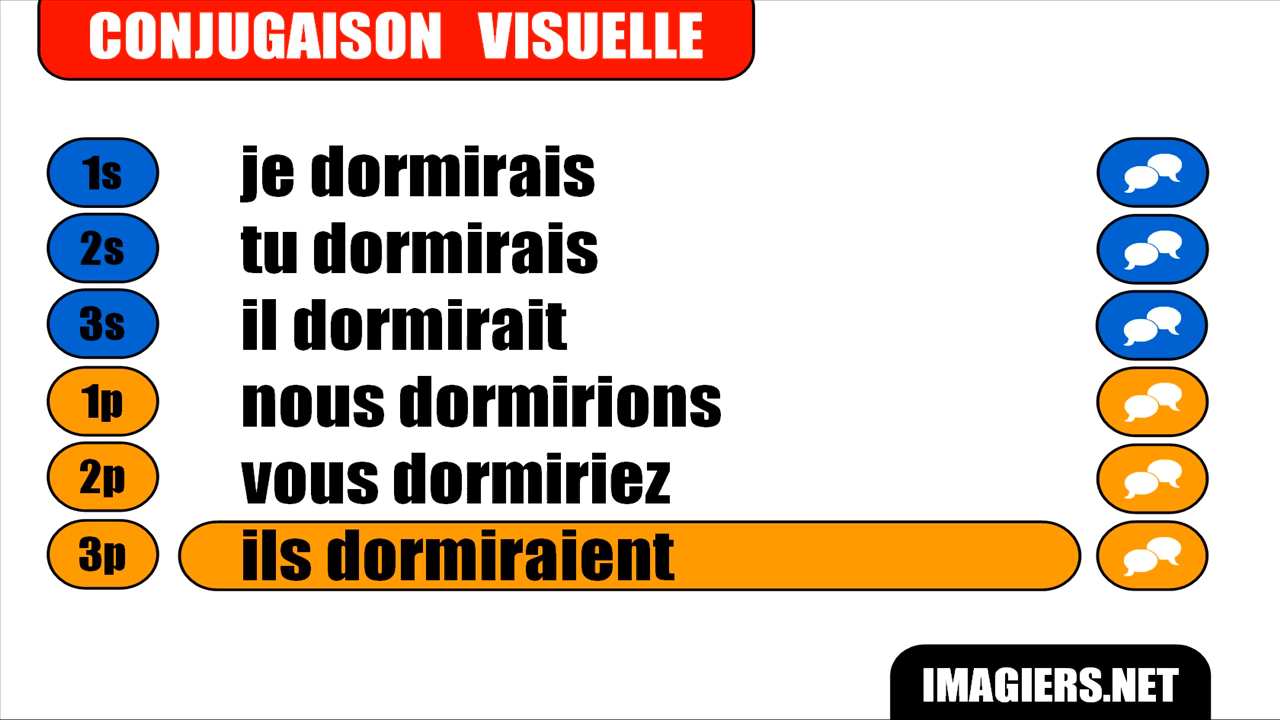 CONJUGAISON VISUELLE
1s je dormirais
2s tu dormirais
3s il dormirait
1p nous dormirions
2p vous dormiriez
3p ils dormiraient
IMAGIERS.NET